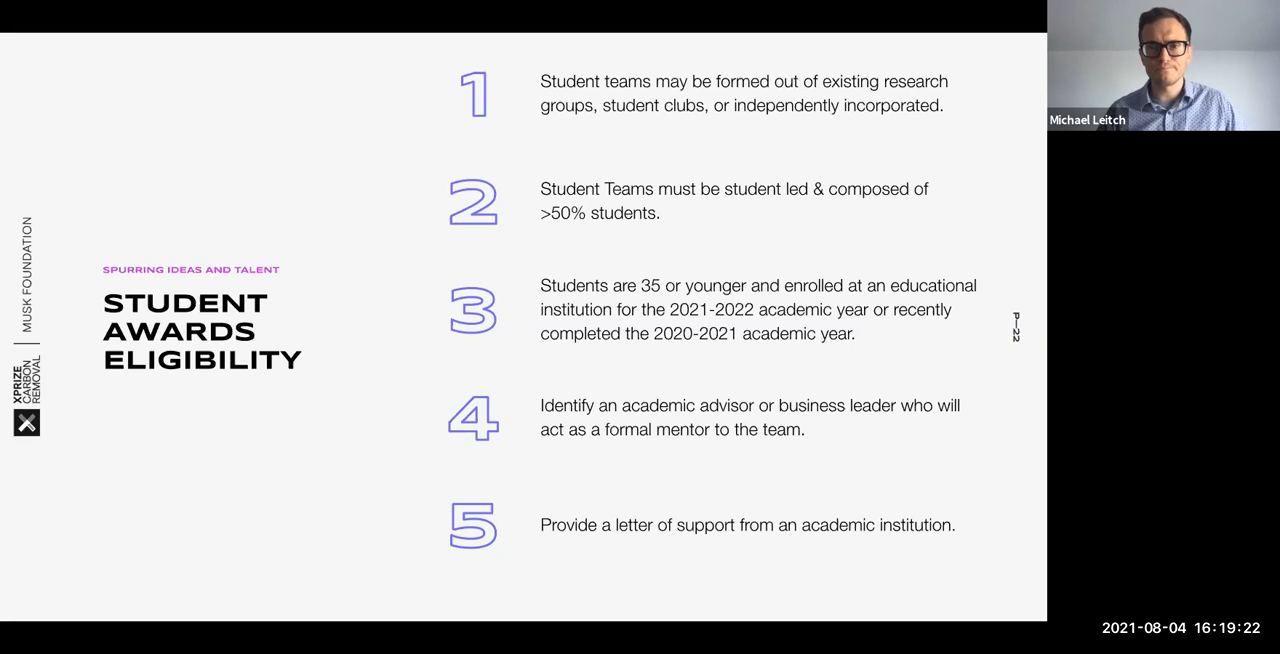 MUSK FOUNDATION
XPRIZE
CARBON
REMOVAL
SPURRING IDEAS AND TALENT
STUDENT
AWARDS
ELIGIBILITY
1
Student teams may be formed out of existing research
groups, student clubs, or independently incorporated.
2
Student Teams must be student led & composed of
>50% students.
3
Students are 35 or younger and enrolled at an educational
institution for the 2021-2022 academic year or recently
completed the 2020-2021 academic year.
4
Identify an academic advisor or business leader who will
act as a formal mentor to the team.
5
Provide a letter of support from an academic institution.
P—22
Michael Leitch
2021-08-04 16:19:22